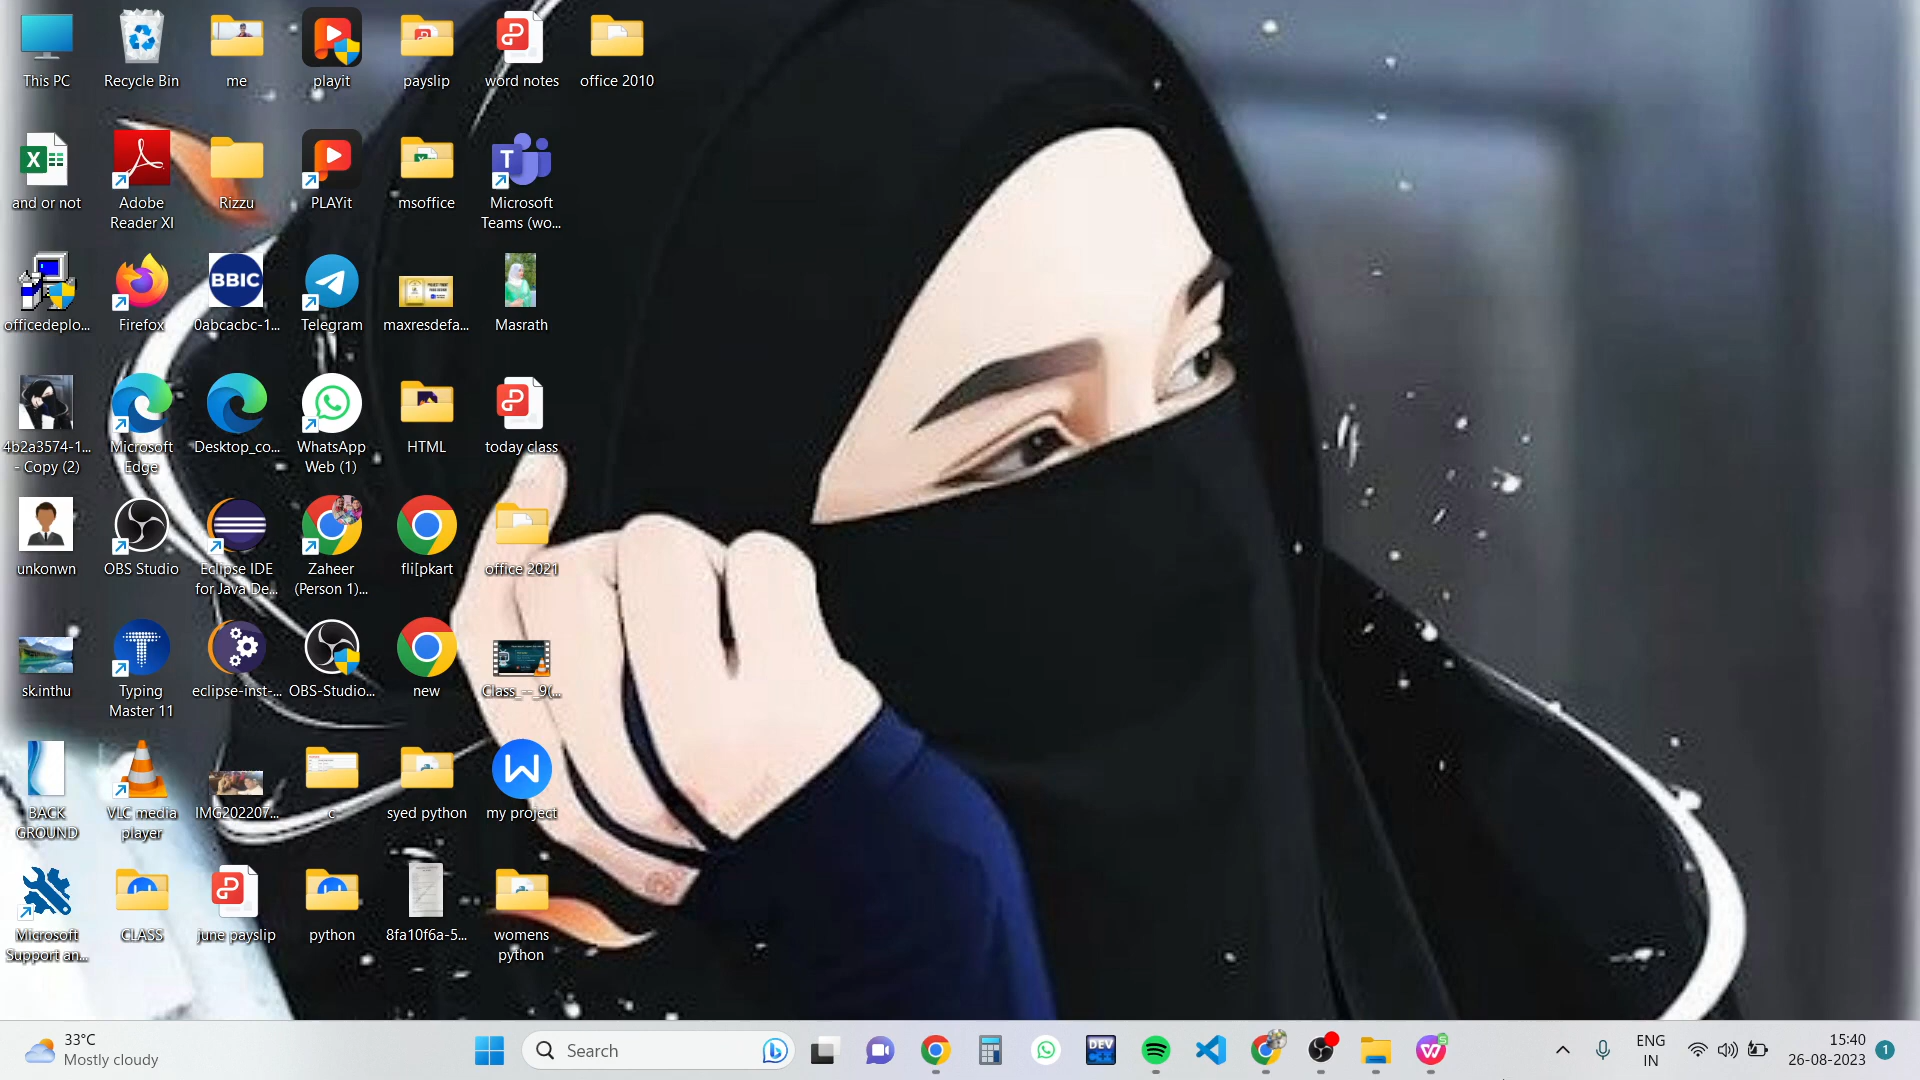 This PC
Recycle Bin
me
playit
payslip
word notes
office 2010
and or not
Adobe
Reader XI
Rizzu
PLAYit
msoffice
Microsoft
Teams (wo...
officedeplo...
Firefox
BBIC
0abcacbc-1...
Telegram
maxresdefa...
Masrath
4b2a3574-1...
- Copy (2)
Microsoft
Edge
Desktop_co...
WhatsApp
Web (1)
HTML
today class
unkonwn
OBS Studio
Eclipse IDE
for Java De...
Zaheer
(Person 1)...
fli[pkart
office 2021
sk.inthu
Typing
Master 11
eclipse-inst-...
OBS-Studio...
new
Class_--_9(...
BACK
GROUND
VLC media
player
IMG202207...
c
syed python
my project
Microsoft
Support an...
CLASS
june payslip
python
8fa10f6a-5...
womens
python
33°C
Mostly cloudy
Search
DEV
ENG
IN
15:40
26-08-2023
1